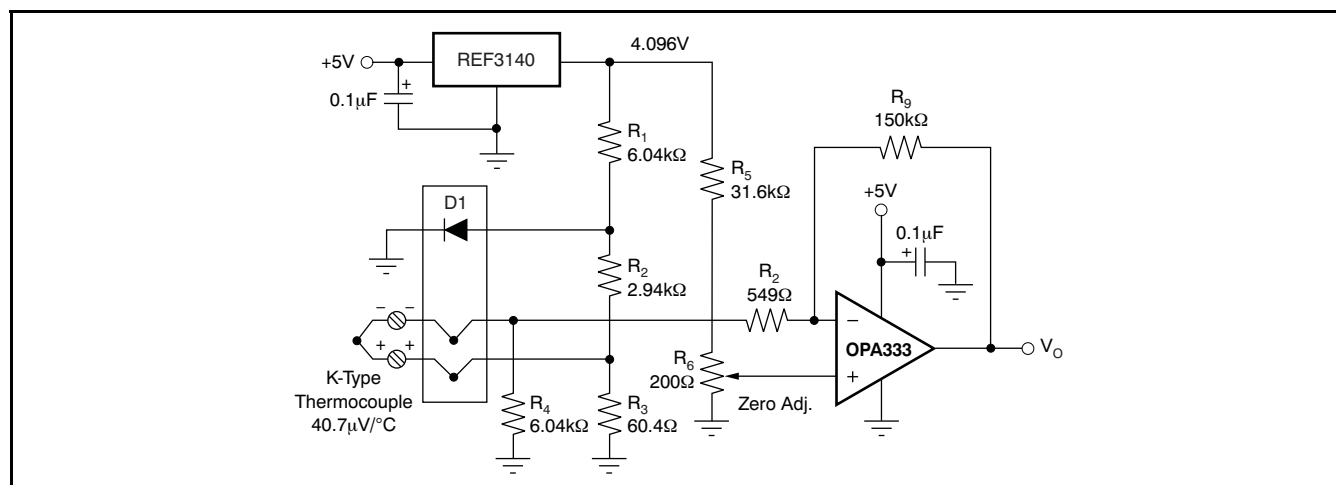 +5V
REF3140
4.096V
+
0.1μF
R1
6.04kΩ
R5
31.6kΩ
R9
150kΩ
+5V
0.1μF
+
D1
R2
2.94kΩ
R2
549Ω
−
OPA333
+
VO
− −
+ +
K-Type
Thermocouple
40.7μV/°C
R4
6.04kΩ
R3
60.4Ω
R6
200Ω
Zero Adj.